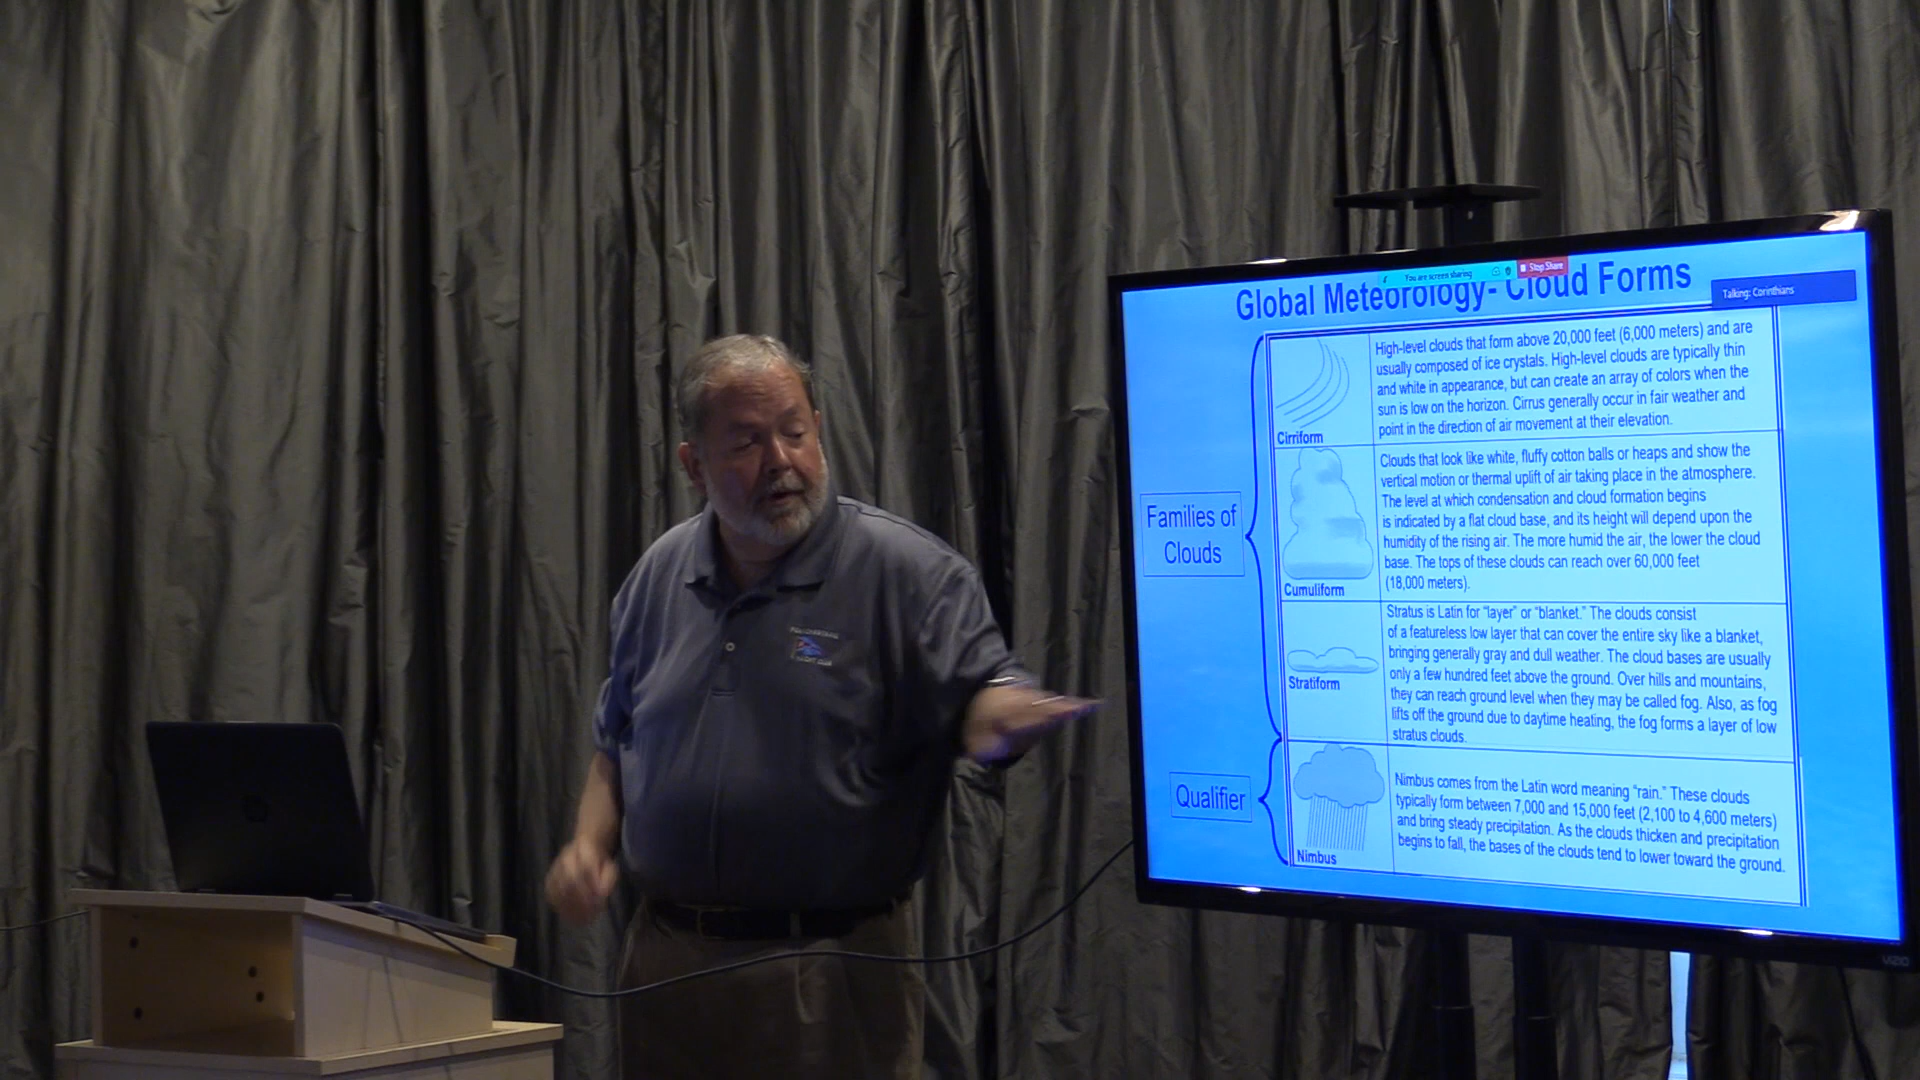 You are screen sharing
Stop Share
Global Meteorology- Cloud Forms
Talking: Corinthians
High-level clouds that form above 20,000 feet (6,000 meters) and are
usually composed of ice crystals. High-level clouds are typically thin
and white in appearance, but can create an array of colors when the
sun is low on the horizon. Cirrus generally occur in fair weather and
point in the direction of air movement at their elevation.
Cirriform
Clouds that look like white, fluffy cotton balls or heaps and show the
vertical motion or thermal uplift of air taking place in the atmosphere.
The level at which condensation and cloud formation begins
is indicated by a flat cloud base, and its height will depend upon the
humidity of the rising air. The more humid the air, the lower the cloud
base. The tops of these clouds can reach over 60,000 feet
(18,000 meters).
Cumuliform
Families of
Clouds
Stratus is Latin for "layer" or "blanket." The clouds consist
of a featureless low layer that can cover the entire sky like a blanket,
bringing generally gray and dull weather. The cloud bases are usually
only a few hundred feet above the ground. Over hills and mountains,
they can reach ground level when they may be called fog. Also, as fog
lifts off the ground due to daytime heating, the fog forms a layer of low
stratus clouds.
Stratiform
Qualifier
Nimbus comes from the Latin word meaning "rain." These clouds
typically form between 7,000 and 15,000 feet (2,100 to 4,600 meters)
and bring steady precipitation. As the clouds thicken and precipitation
begins to fall, the bases of the clouds tend to lower toward the ground.
Nimbus
VIZIO
YACHT CLUB